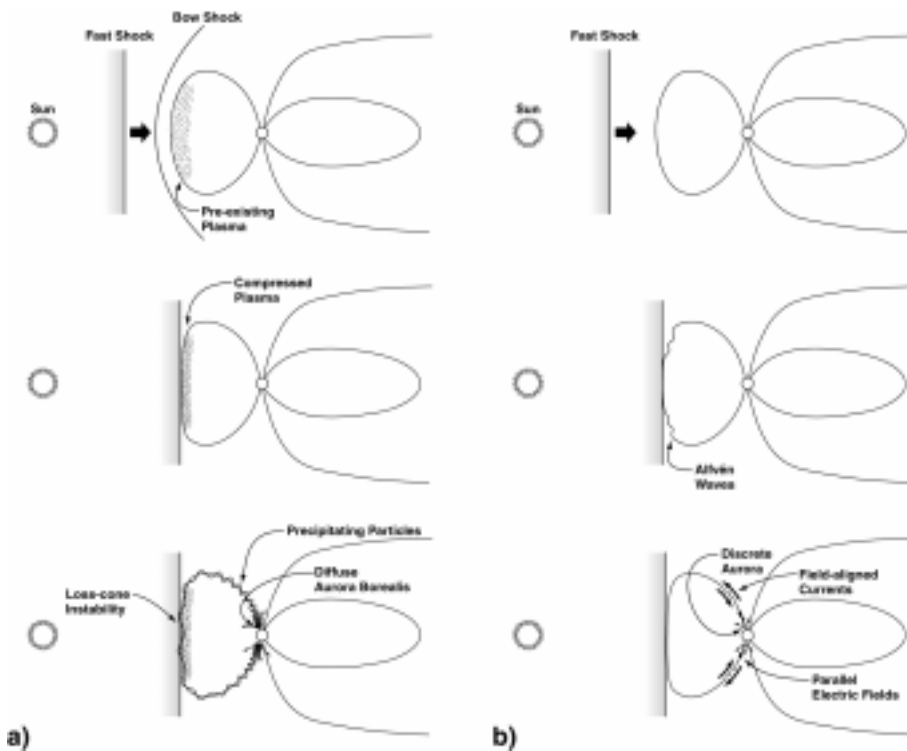 Bow Shock
Fast Shock
Sun
Pre-existing
Plasma
Compressed
Plasma
Precipitating Particles
Diffuse
Aurora Borealis
Loss-cone
Instability
a)
Fast Shock
Sun
Alfvén
Waves
Discrete
Aurora
Field-aligned
Currents
Parallel
Electric Fields
b)